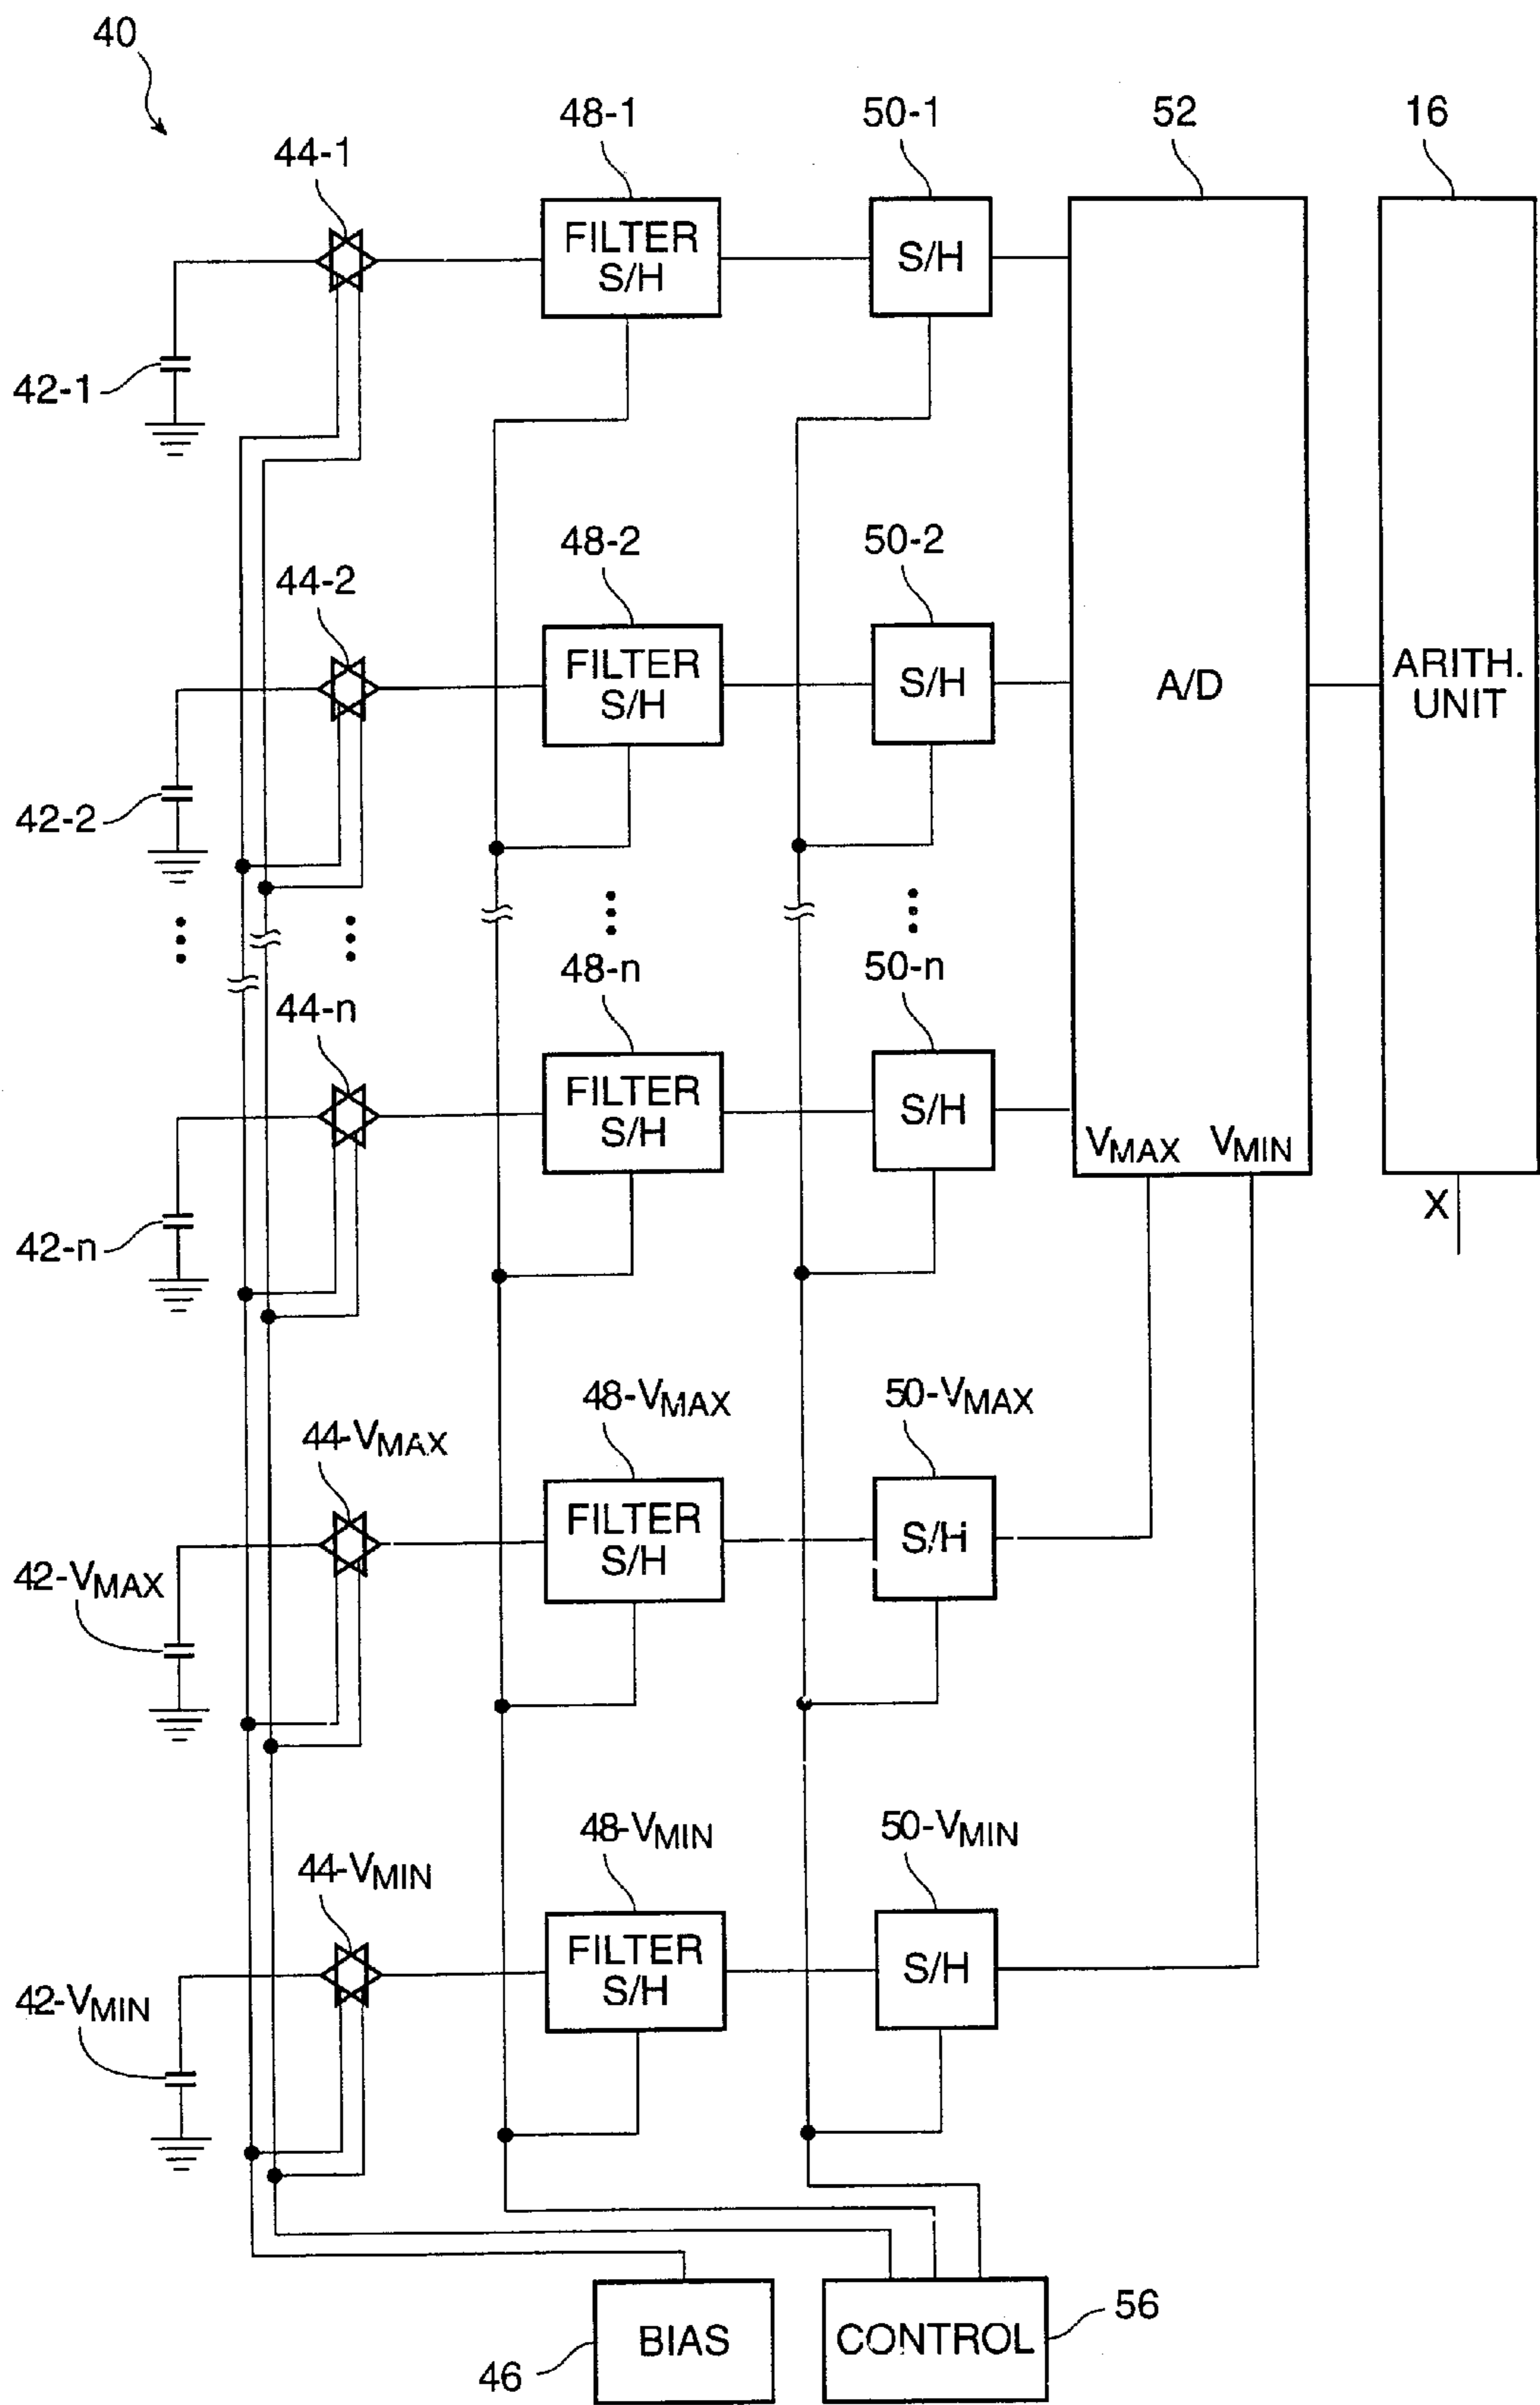 40
48-1
50-1
52
16
44-1
FILTER
S/H
S/H
42-1
48-2
50-2
44-2
FILTER
S/H
S/H
A/D
ARITH.
UNIT
42-2
48-n
50-n
44-n
FILTER
S/H
S/H
VMAX VMIN
X
42-n
48-VMAX
50-VMAX
44-VMAX
FILTER
S/H
S/H
42-VMAX
48-VMIN
50-VMIN
44-VMIN
FILTER
S/H
S/H
42-VMIN
56
BIAS
CONTROL
46